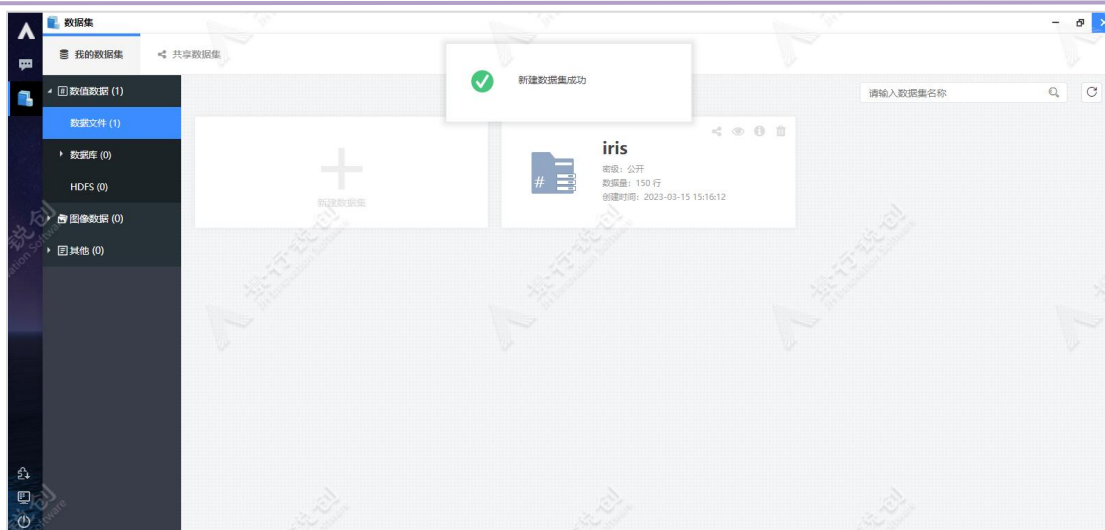 数据集
我的数据集
共享数据集
新建数据集成功
数值数据 (1)
请输入数据集名称
数据文件 (1)
数据库 (0)
HDFS (0)
图像数据 (0)
其他 (0)
新建数据集
#
iris
密级：公开
数据量：150 行
创建时间：2023-03-15 15:16:12